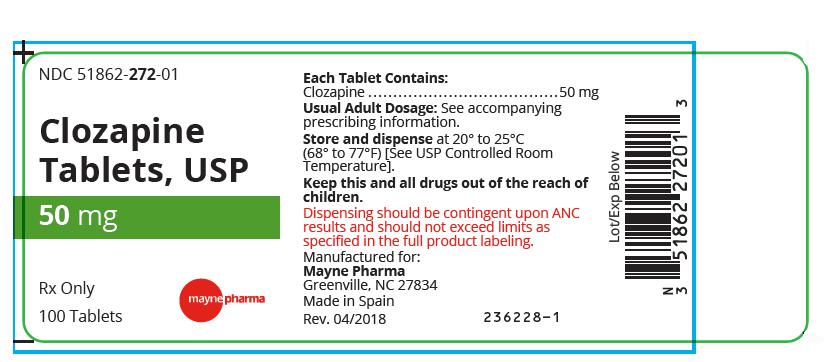 NDC 51862-272-01
Clozapine
Tablets, USP
50 mg
Rx Only
100 Tablets
maynepharma
Each Tablet Contains:
Clozapine ....................................50 mg
Usual Adult Dosage: See accompanying
prescribing information.
Store and dispense at 20° to 25°C
(68° to 77°F) [See USP Controlled Room
Temperature].
Keep this and all drugs out of the reach of
children.
Dispensing should be contingent upon ANC
results and should not exceed limits as
specified in the full product labeling.
Manufactured for:
Mayne Pharma
Greenville, NC 27834
Made in Spain
Rev. 04/2018
236228-1
Lot/Exp Below
N
3 51862 27201 3